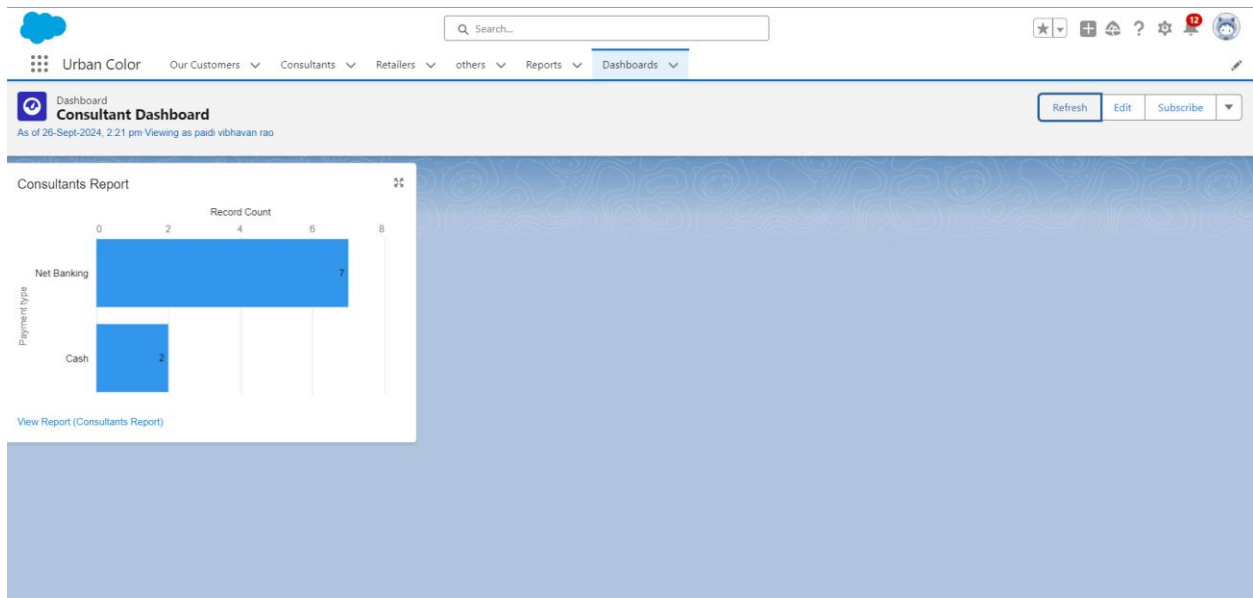 Search...
12
Urban Color Our Customers Consultants Retailers others Reports Dashboards
Dashboard
Consultant Dashboard
As of 26-Sept-2024, 2:21 pm Viewing as paidi vibhavan rao
Refresh Edit Subscribe
Consultants Report
Record Count
0 2 4 6 8
Payment type
Net Banking 7
Cash 2
View Report (Consultants Report)